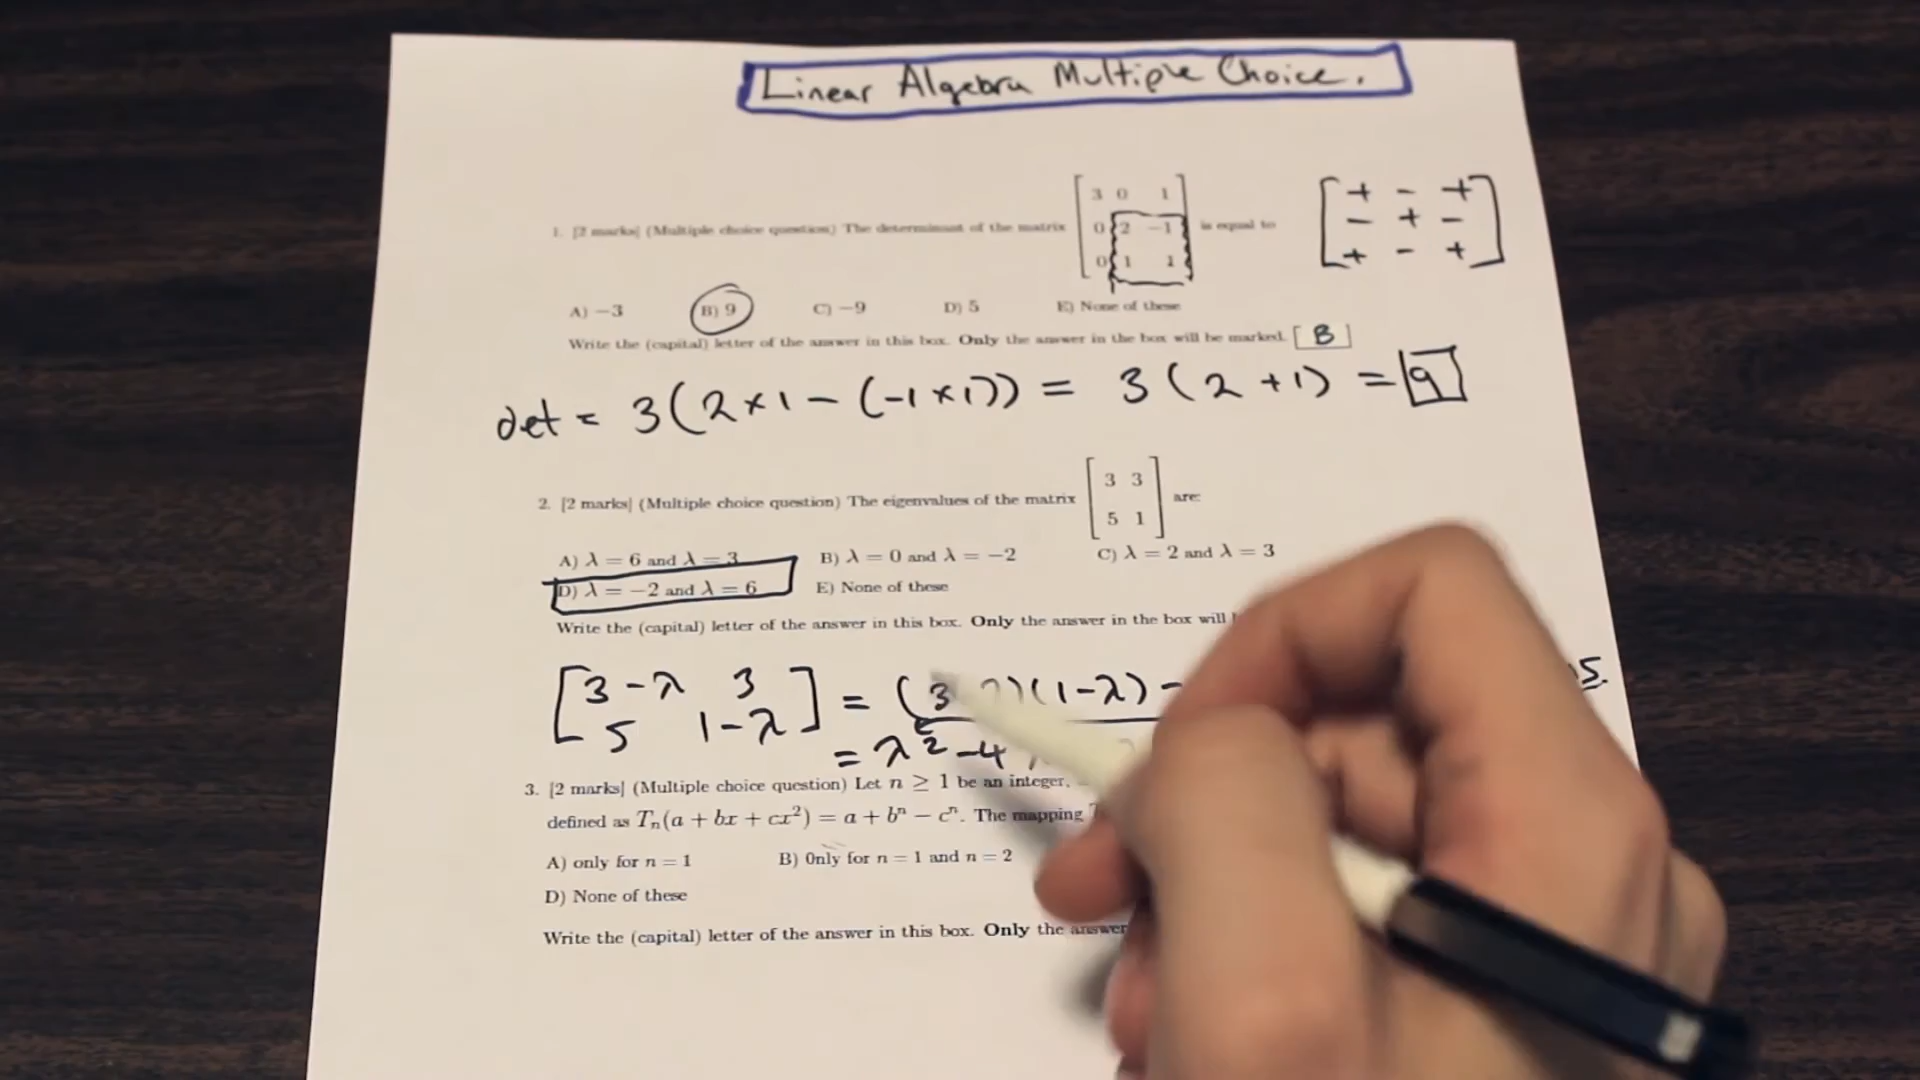 Linear Algebra Multiple Choice.
1. [2 marks] (Multiple choice question) The determinant of the matrix [3 0 1 is equal to [+ - +
0 2 -1 - + -
0 1 1] + - +]
A) -3 B) 9 C) -9 D) 5 E) None of these
Write the (capital) letter of the answer in this box. Only the answer in the box will be marked. [ B ]
det = 3(2×1 - (-1×1)) = 3(2+1) = 9
2. [2 marks] (Multiple choice question) The eigenvalues of the matrix [3 3
5 1] are:
A) λ = 6 and λ = 3 B) λ = 0 and λ = -2 C) λ = 2 and λ = 3
D) λ = -2 and λ = 6 E) None of these
Write the (capital) letter of the answer in this box. Only the answer in the box will
[3-λ 3 = (3 )(1-λ) -
5 1-λ]
= λ² -4
3. [2 marks] (Multiple choice question) Let n ≥ 1 be an integer,
defined as Tₙ(a + bx + cx²) = a + bⁿ − cⁿ. The mapping
A) only for n = 1 B) 0nly for n = 1 and n = 2
D) None of these
Write the (capital) letter of the answer in this box. Only the answer